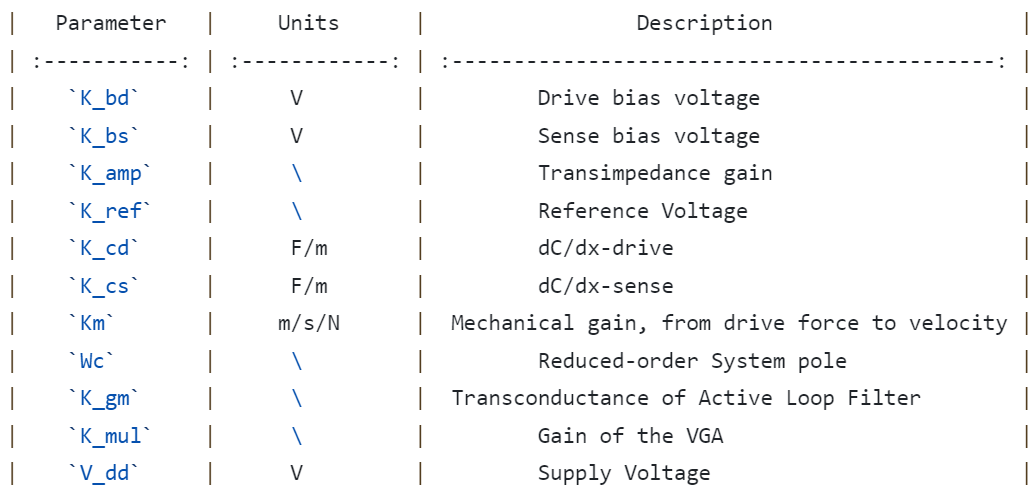 |   Parameter   |     Units      |                 Description                  |
| :-----------: | :------------: | :--------------------------------------------: |
|    `K_bd`     |      V         |         Drive bias voltage                     |
|    `K_bs`     |      V         |         Sense bias voltage                     |
|    `K_amp`    |      \         |         Transimpedance gain                    |
|    `K_ref`    |      \         |         Reference Voltage                      |
|    `K_cd`     |      F/m       |         dC/dx-drive                            |
|    `K_cs`     |      F/m       |         dC/dx-sense                            |
|    `Km`       |     m/s/N      |  Mechanical gain, from drive force to velocity |
|    `Wc`       |      \         |         Reduced-order System pole              |
|    `K_gm`     |      \         |  Transconductance of Active Loop Filter        |
|    `K_mul`    |      \         |         Gain of the VGA                        |
|    `V_dd`     |      V         |         Supply Voltage                         |